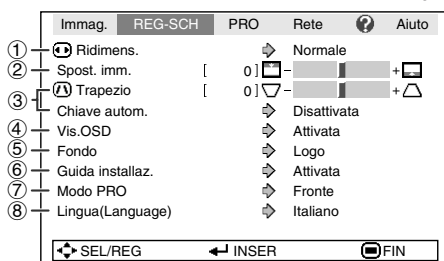 Immag. REG-SCH PRO Rete ? Aiuto
① Ridimens. Normale
② Spost. imm. [ 0 ] - +
③ Trapezio [ 0 ] - +
Chiave autom. Disattivata
④ Vis.OSD Attivata
⑤ Fondo Logo
⑥ Guida installaz. Attivata
⑦ Modo PRO Fronte
⑧ Lingua(Language) Italiano
SEL/REG INSER FIN